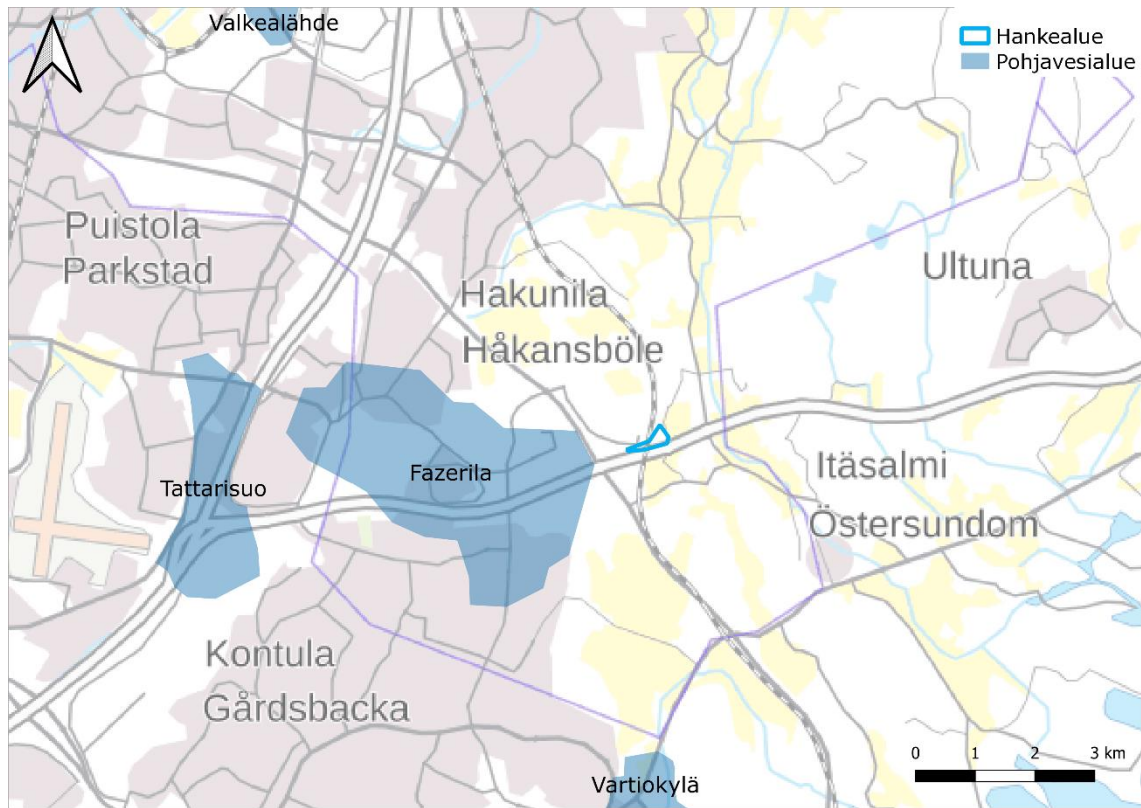 Valkealähde
Hankealue
Pohjavesialue
Puistola
Parkstad
Hakunila
Håkansböle
Ultuna
Tattarisuo
Fazerila
Itäsalmi
Östersundom
Kontula
Gårdsbacka
Vartiokylä
0 1 2 3 km